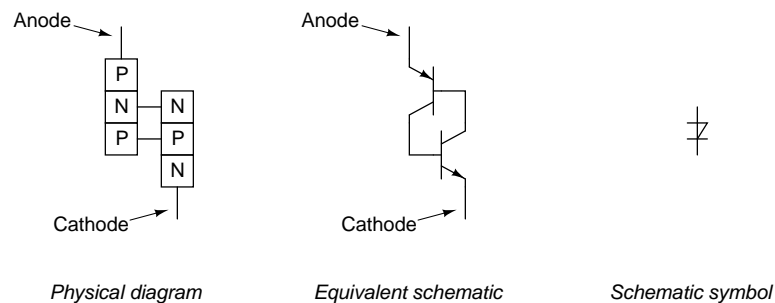 Anode
P
N N
P P
N
Cathode
Physical diagram
Anode
Cathode
Equivalent schematic
Schematic symbol